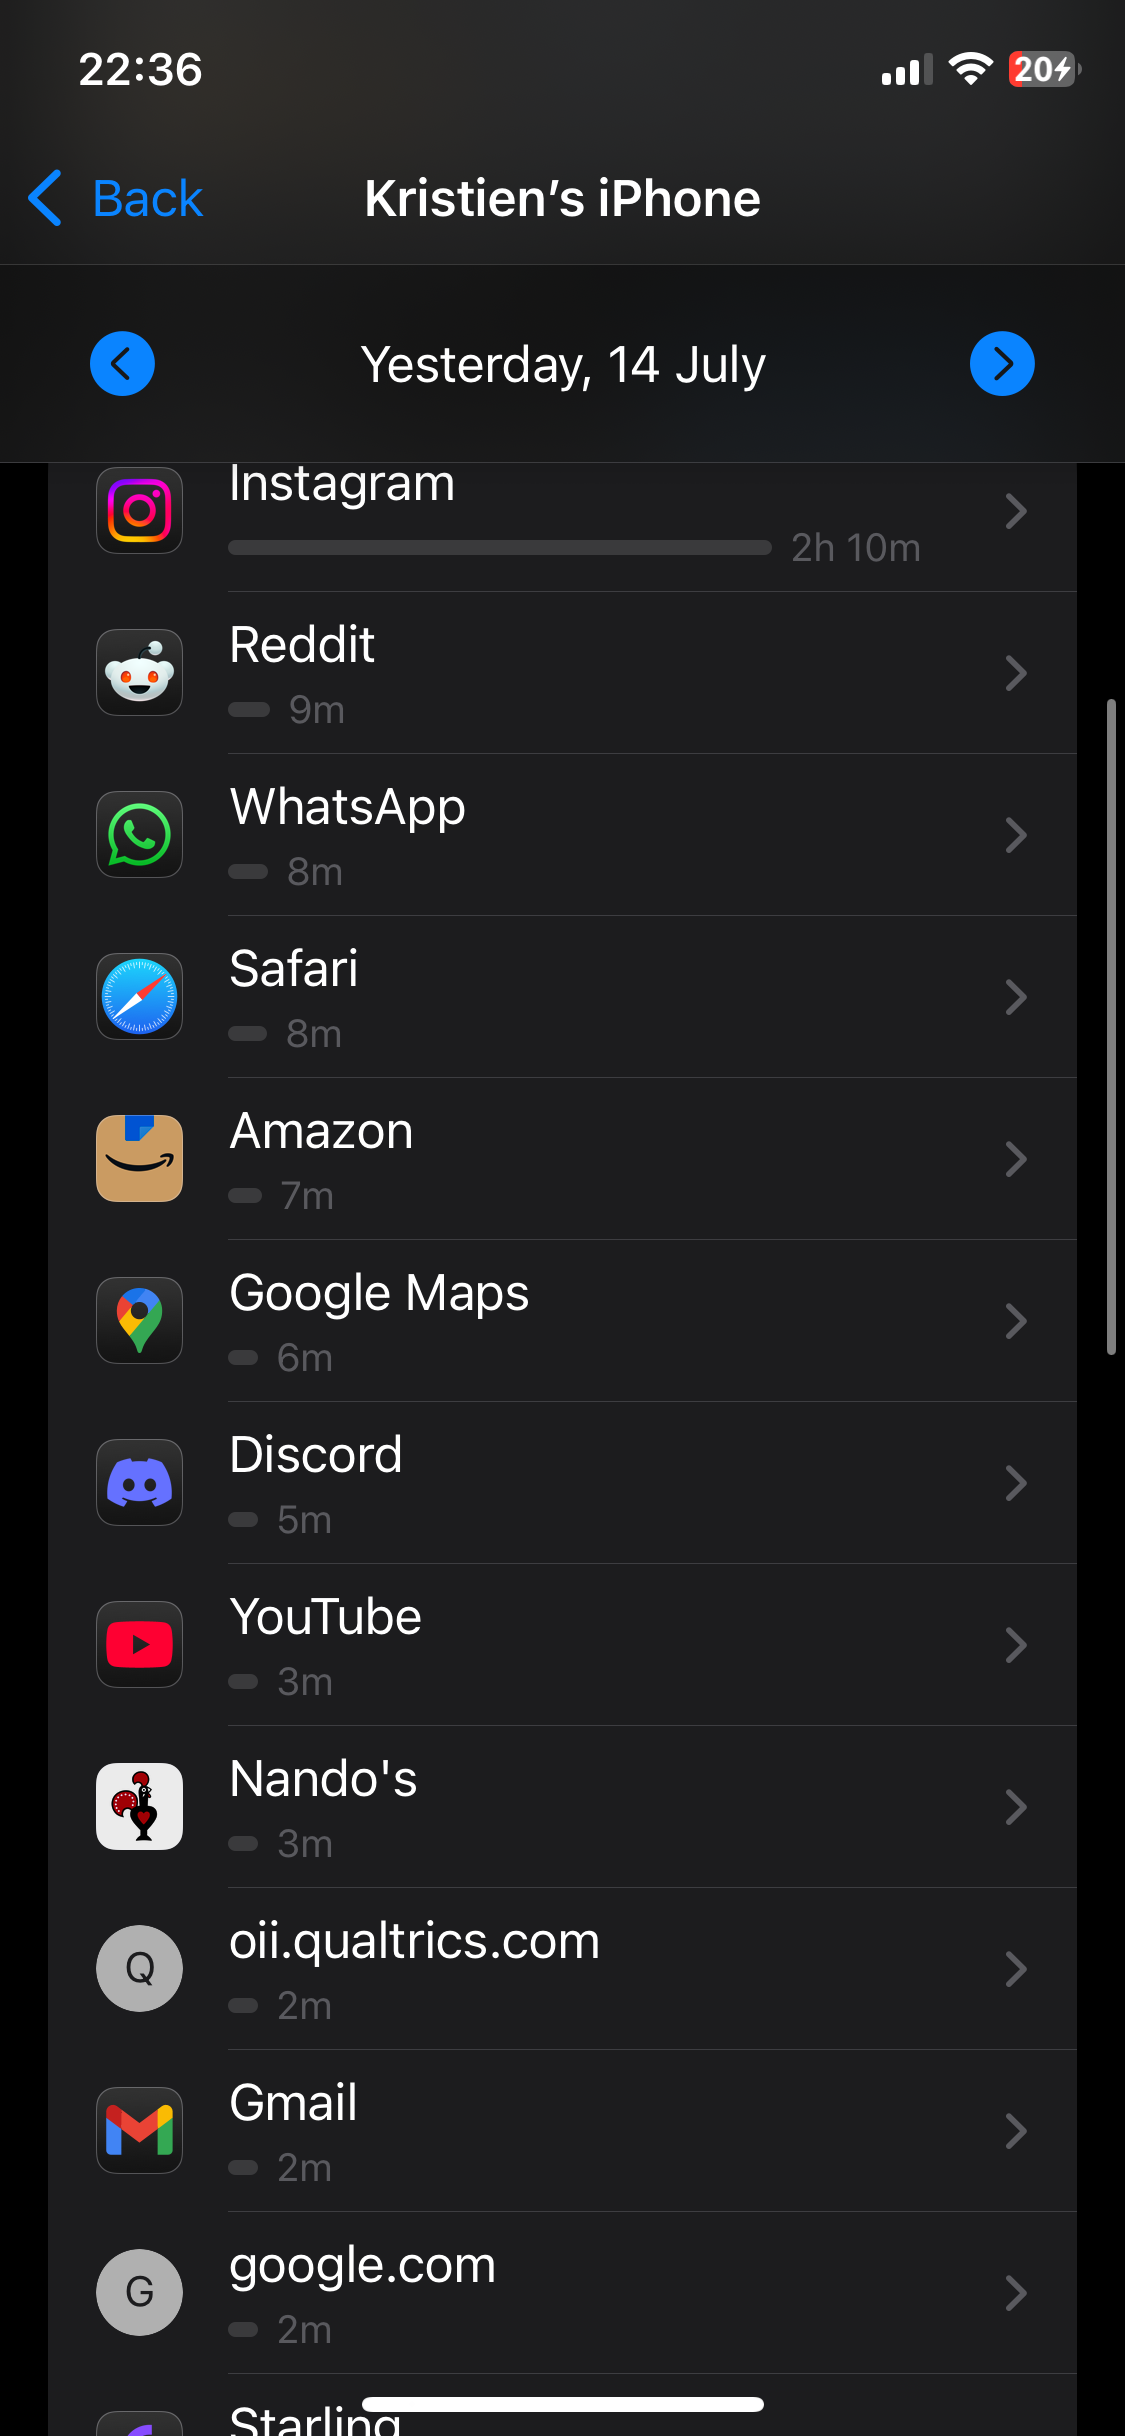 22:36
20
Back
Kristien's iPhone
Yesterday, 14 July
Instagram
2h 10m
Reddit
9m
WhatsApp
8m
Safari
8m
Amazon
7m
Google Maps
6m
Discord
5m
YouTube
3m
Nando's
3m
Q
oii.qualtrics.com
2m
Gmail
2m
G
google.com
2m
Starling